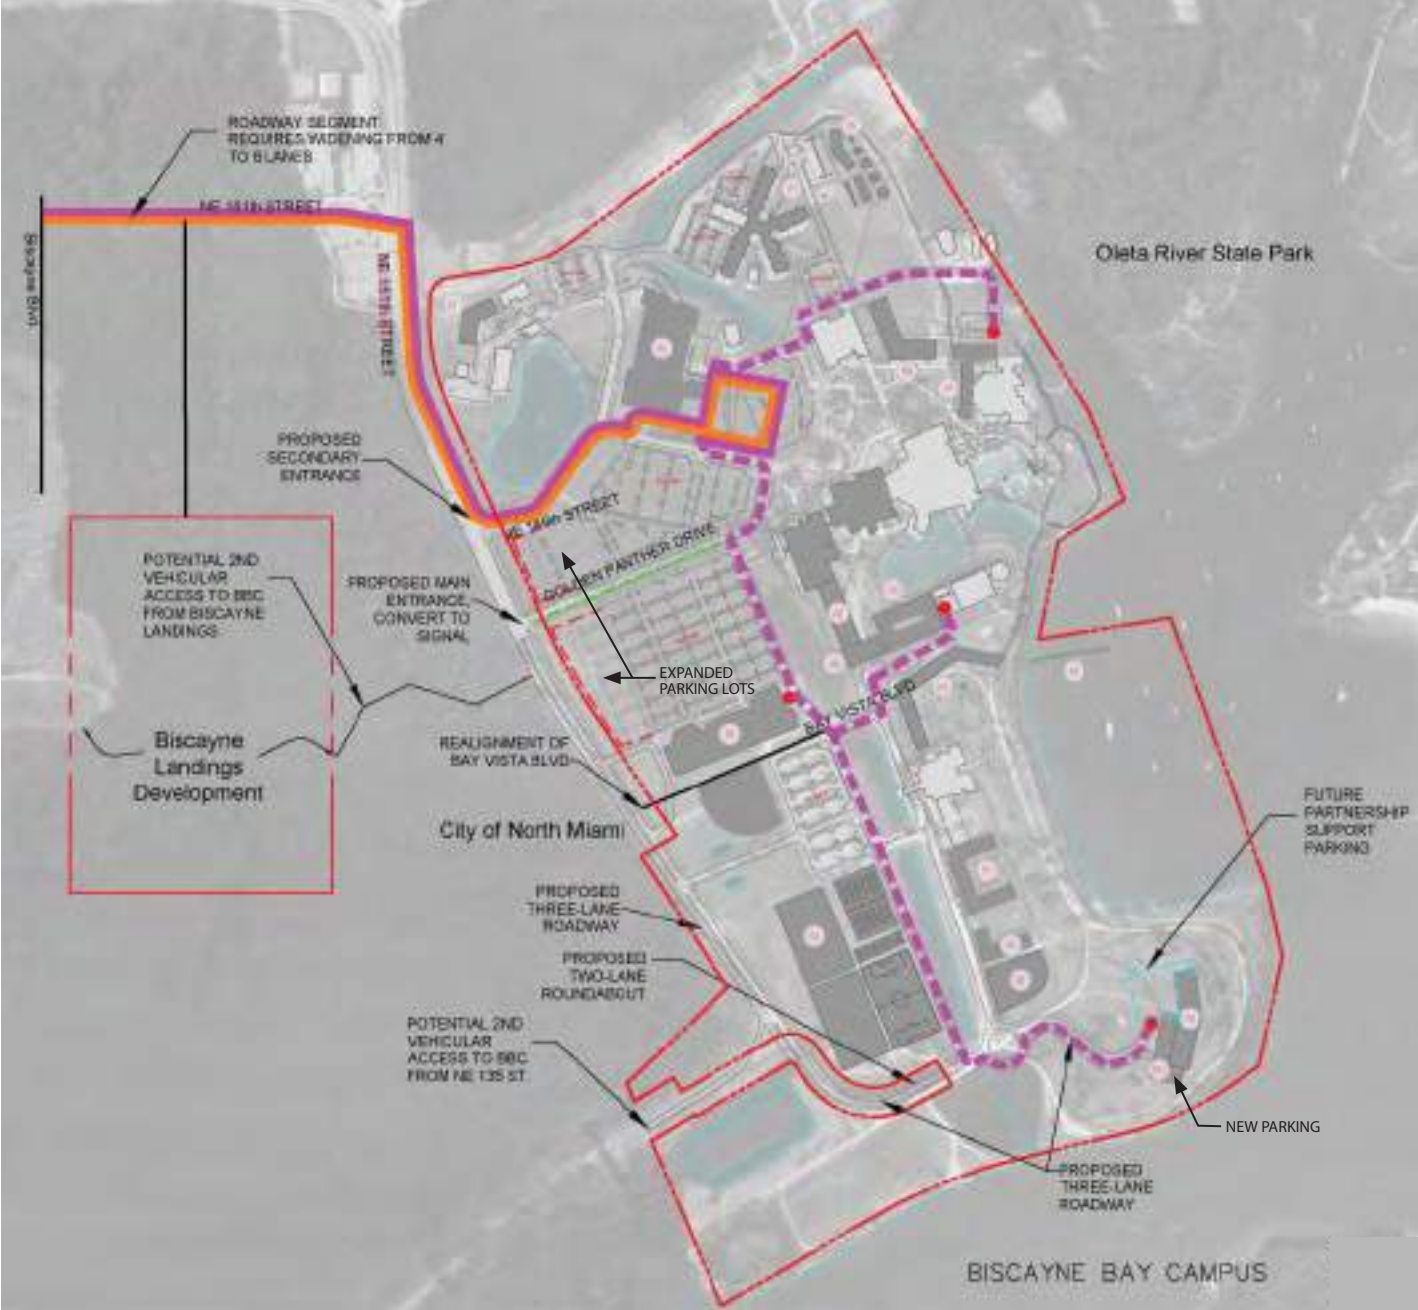 ROADWAY SEGMENT
REQUIRES WIDENING FROM 4
TO 6 LANES
NE 151th STREET
Biscayne Blvd.
NE 151th STREET
Oleta River State Park
PROPOSED
SECONDARY
ENTRANCE
STREET
GOLDEN PANTHER DRIVE
POTENTIAL 2ND
VEHICULAR
ACCESS TO BBC
FROM BISCAYNE
LANDINGS
PROPOSED MAIN
ENTRANCE,
CONVERT TO
SIGNAL
EXPANDED
PARKING LOTS
BAY VISTA BLVD
REALIGNMENT OF
BAY VISTA BLVD
Biscayne
Landings
Development
City of North Miami
FUTURE
PARTNERSHIP
SUPPORT
PARKING
PROPOSED
THREE-LANE
ROADWAY
PROPOSED
TWO-LANE
ROUNDABOUT
POTENTIAL 2ND
VEHICULAR
ACCESS TO BBC
FROM NE 135 ST.
NEW PARKING
PROPOSED
THREE-LANE
ROADWAY
BISCAYNE BAY CAMPUS